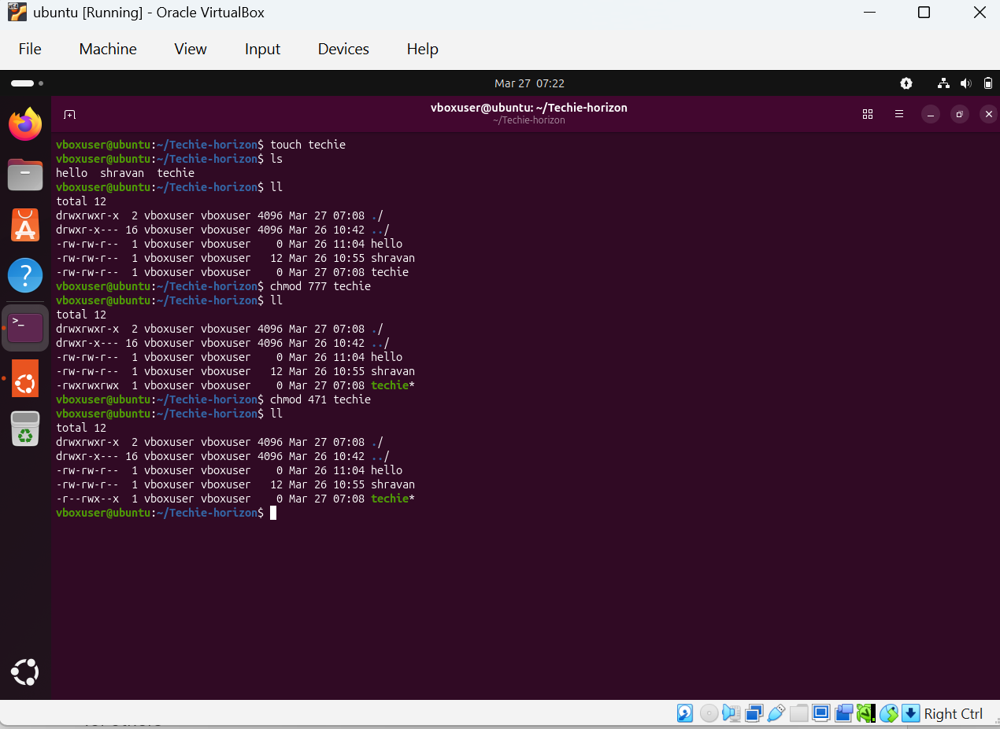 ubuntu [Running] - Oracle VirtualBox
File Machine View Input Devices Help
Mar 27 07:22
vboxuser@ubuntu: ~/Techie-horizon
~/Techie-horizon
vboxuser@ubuntu:~/Techie-horizon$ touch techie
vboxuser@ubuntu:~/Techie-horizon$ ls
hello  shravan  techie
vboxuser@ubuntu:~/Techie-horizon$ ll
total 12
drwxrwxr-x  2 vboxuser vboxuser 4096 Mar 27 07:08 ./
drwxr-x--- 16 vboxuser vboxuser 4096 Mar 26 10:42 ../
-rw-rw-r--  1 vboxuser vboxuser    0 Mar 26 11:04 hello
-rw-rw-r--  1 vboxuser vboxuser   12 Mar 26 10:55 shravan
-rw-rw-r--  1 vboxuser vboxuser    0 Mar 27 07:08 techie
vboxuser@ubuntu:~/Techie-horizon$ chmod 777 techie
vboxuser@ubuntu:~/Techie-horizon$ ll
total 12
drwxrwxr-x  2 vboxuser vboxuser 4096 Mar 27 07:08 ./
drwxr-x--- 16 vboxuser vboxuser 4096 Mar 26 10:42 ../
-rw-rw-r--  1 vboxuser vboxuser    0 Mar 26 11:04 hello
-rw-rw-r--  1 vboxuser vboxuser   12 Mar 26 10:55 shravan
-rwxrwxrwx  1 vboxuser vboxuser    0 Mar 27 07:08 techie*
vboxuser@ubuntu:~/Techie-horizon$ chmod 471 techie
vboxuser@ubuntu:~/Techie-horizon$ ll
total 12
drwxrwxr-x  2 vboxuser vboxuser 4096 Mar 27 07:08 ./
drwxr-x--- 16 vboxuser vboxuser 4096 Mar 26 10:42 ../
-rw-rw-r--  1 vboxuser vboxuser    0 Mar 26 11:04 hello
-rw-rw-r--  1 vboxuser vboxuser   12 Mar 26 10:55 shravan
-r--rwx--x  1 vboxuser vboxuser    0 Mar 27 07:08 techie*
vboxuser@ubuntu:~/Techie-horizon$
Right Ctrl